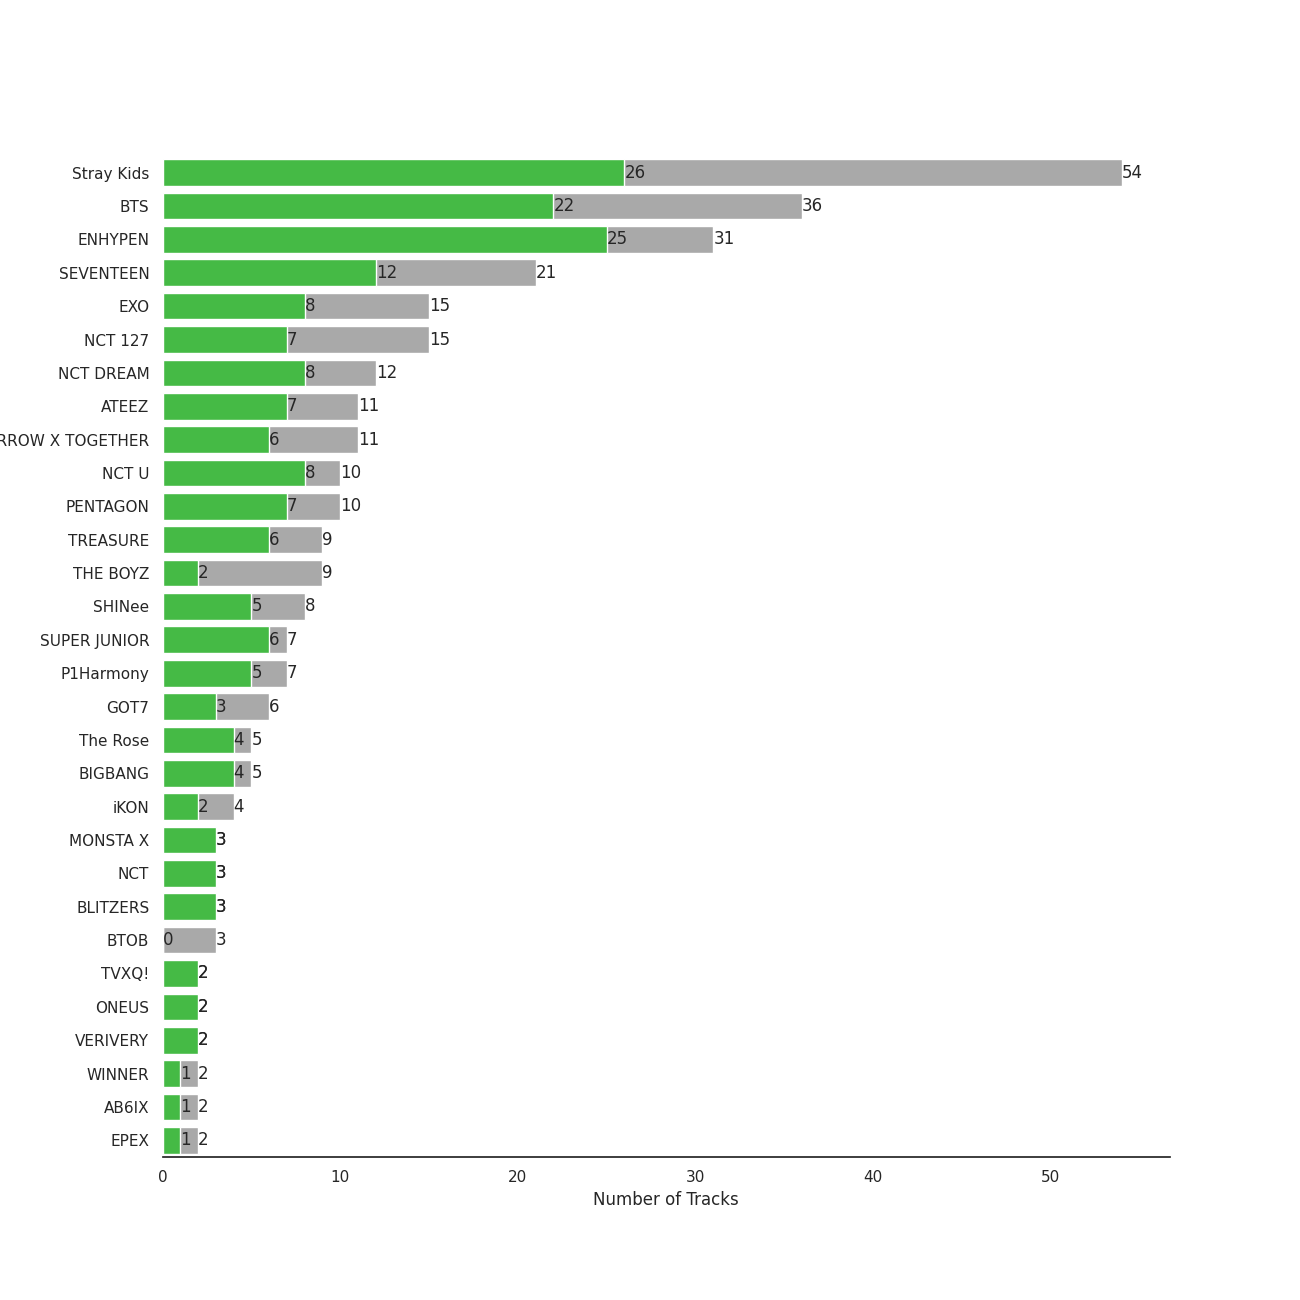 Stray Kids 26 54
BTS 22 36
ENHYPEN 25 31
SEVENTEEN 12 21
EXO 8 15
NCT 127 7 15
NCT DREAM 8 12
ATEEZ 7 11
RROW X TOGETHER 6 11
NCT U 8 10
PENTAGON 7 10
TREASURE 6 9
THE BOYZ 2 9
SHINee 5 8
SUPER JUNIOR 6 7
P1Harmony 5 7
GOT7 3 6
The Rose 4 5
BIGBANG 4 5
iKON 2 4
MONSTA X 3
NCT 3
BLITZERS 3
BTOB 0 3
TVXQ! 2
ONEUS 2
VERIVERY 2
WINNER 1 2
AB6IX 1 2
EPEX 1 2
0 10 20 30 40 50
Number of Tracks